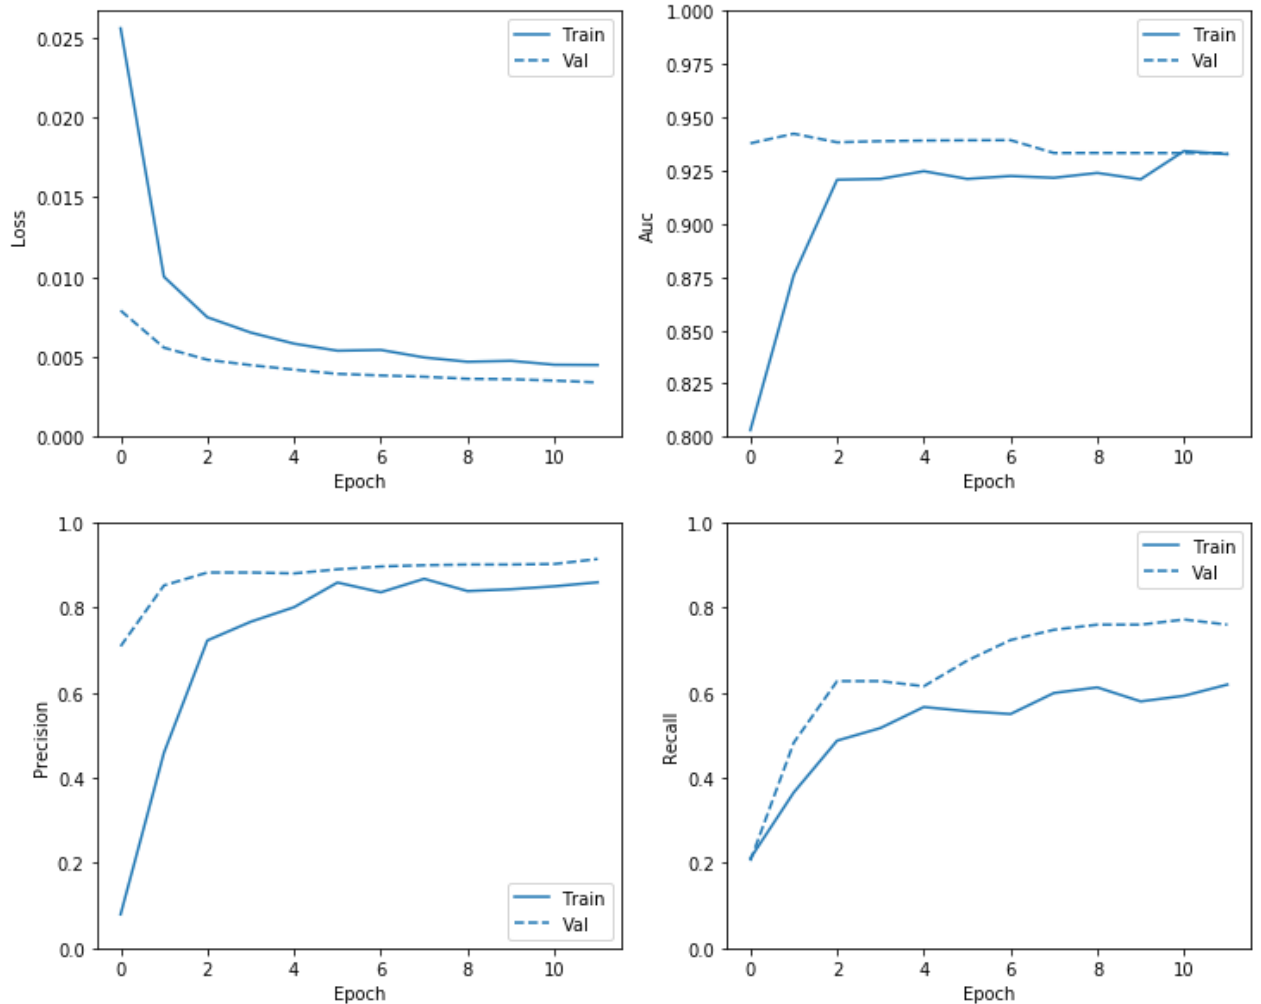 Loss
0.025
0.020
0.015
0.010
0.005
0.000
0 2 4 6 8 10
Epoch
Train
Val
Auc
1.000
0.975
0.950
0.925
0.900
0.875
0.850
0.825
0.800
0 2 4 6 8 10
Epoch
Train
Val
Precision
1.0
0.8
0.6
0.4
0.2
0.0
0 2 4 6 8 10
Epoch
Train
Val
Recall
1.0
0.8
0.6
0.4
0.2
0.0
0 2 4 6 8 10
Epoch
Train
Val